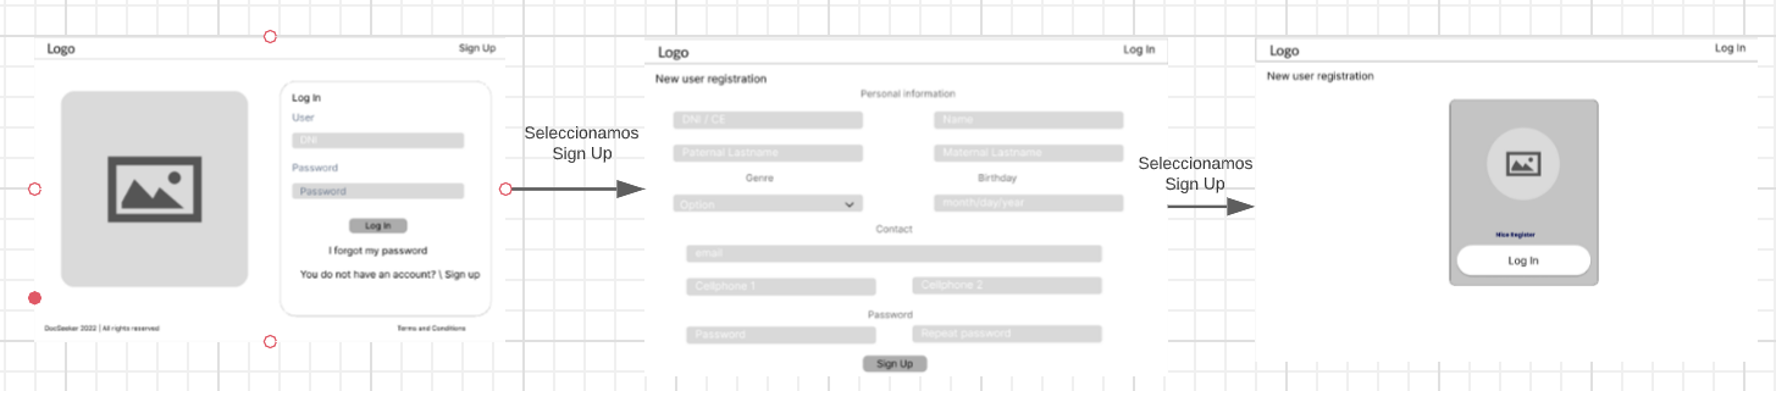 Logo
Sign Up
Log In
User
DNI
Password
Password
Log In
I forgot my password
You do not have an account? \ Sign up
DocSeeker 2022 | All rights reserved
Terms and Conditions
Seleccionamos
Sign Up
Logo
Log In
New user registration
Personal information
DNI / CE
Name
Paternal Lastname
Maternal Lastname
Genre
Birthday
Option
month/day/year
Contact
email
Cellphone 1
Cellphone 2
Password
Password
Repeat password
Sign Up
Seleccionamos
Sign Up
Logo
Log In
New user registration
Nice Register
Log In